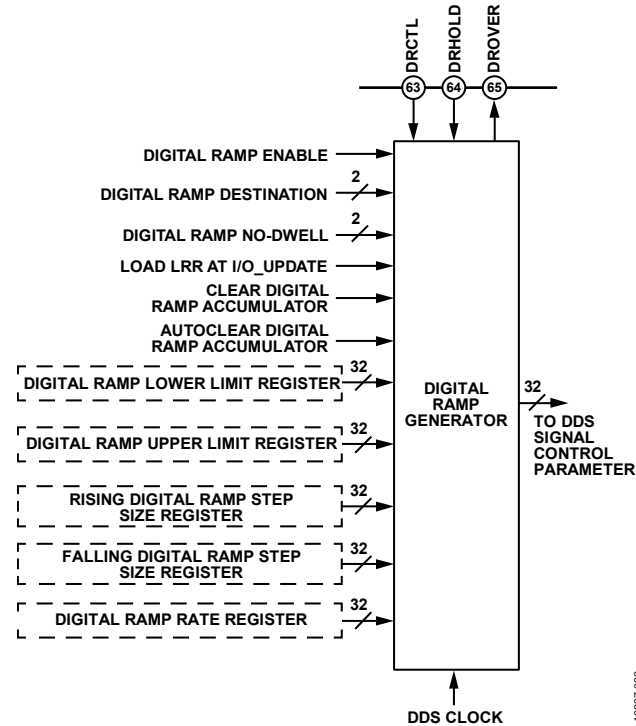 DRCTL
DRHOLD
DROVER
63
64
65
DIGITAL RAMP ENABLE
2
DIGITAL RAMP DESTINATION
2
DIGITAL RAMP NO-DWELL
LOAD LRR AT I/O_UPDATE
CLEAR DIGITAL
RAMP ACCUMULATOR
AUTOCLEAR DIGITAL
RAMP ACCUMULATOR
32
DIGITAL RAMP LOWER LIMIT REGISTER
32
DIGITAL RAMP UPPER LIMIT REGISTER
32
RISING DIGITAL RAMP STEP
SIZE REGISTER
32
FALLING DIGITAL RAMP STEP
SIZE REGISTER
32
DIGITAL RAMP RATE REGISTER
DIGITAL
RAMP
GENERATOR
32
TO DDS
SIGNAL
CONTROL
PARAMETER
DDS CLOCK